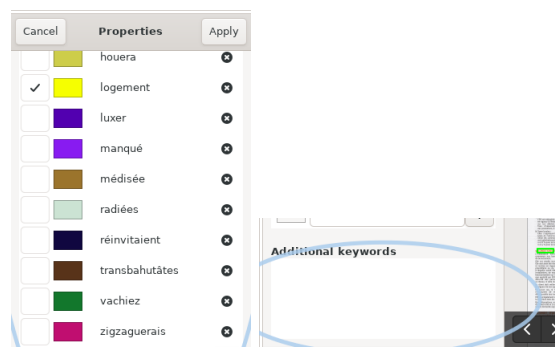 Cancel Properties Apply
houera
logement
luxer
manqué
médisée
radiées
réinvitaient
transbahutâtes
vachiez
zigzaguerais
Additional keywords